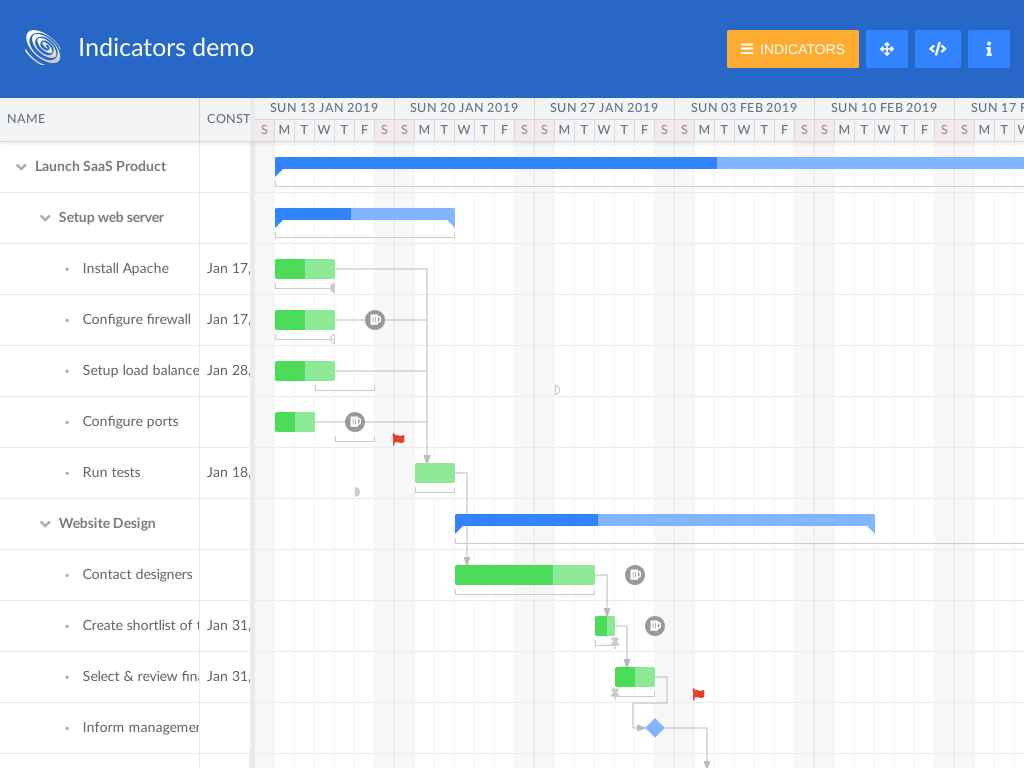 Indicators demo
INDICATORS
NAME CONST SUN 13 JAN 2019 SUN 20 JAN 2019 SUN 27 JAN 2019 SUN 03 FEB 2019 SUN 10 FEB 2019 SUN 17 F
S M T W T F S S M T W T F S S M T W T F S S M T W T F S S M T W T F S S M T W
Launch SaaS Product
Setup web server
Install Apache Jan 17,
Configure firewall Jan 17,
Setup load balance Jan 28,
Configure ports
Run tests Jan 18,
Website Design
Contact designers
Create shortlist of t Jan 31,
Select & review fina Jan 31,
Inform managemen